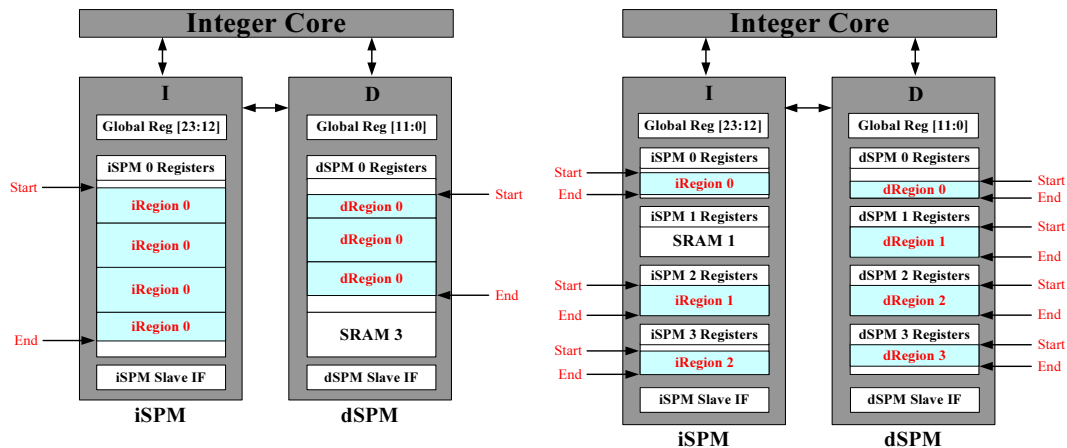 Integer Core
I
D
Global Reg [23:12]
Global Reg [11:0]
iSPM 0 Registers
dSPM 0 Registers
Start
Start
iRegion 0
dRegion 0
iRegion 0
dRegion 0
iRegion 0
dRegion 0
End
iRegion 0
SRAM 3
End
iSPM Slave IF
dSPM Slave IF
iSPM
dSPM
Integer Core
I
D
Global Reg [23:12]
Global Reg [11:0]
iSPM 0 Registers
dSPM 0 Registers
Start
iRegion 0
End
Start
dRegion 0
End
iSPM 1 Registers
SRAM 1
dSPM 1 Registers
Start
dRegion 1
End
iSPM 2 Registers
Start
iRegion 1
End
dSPM 2 Registers
Start
dRegion 2
End
iSPM 3 Registers
Start
iRegion 2
End
dSPM 3 Registers
Start
dRegion 3
End
iSPM Slave IF
dSPM Slave IF
iSPM
dSPM